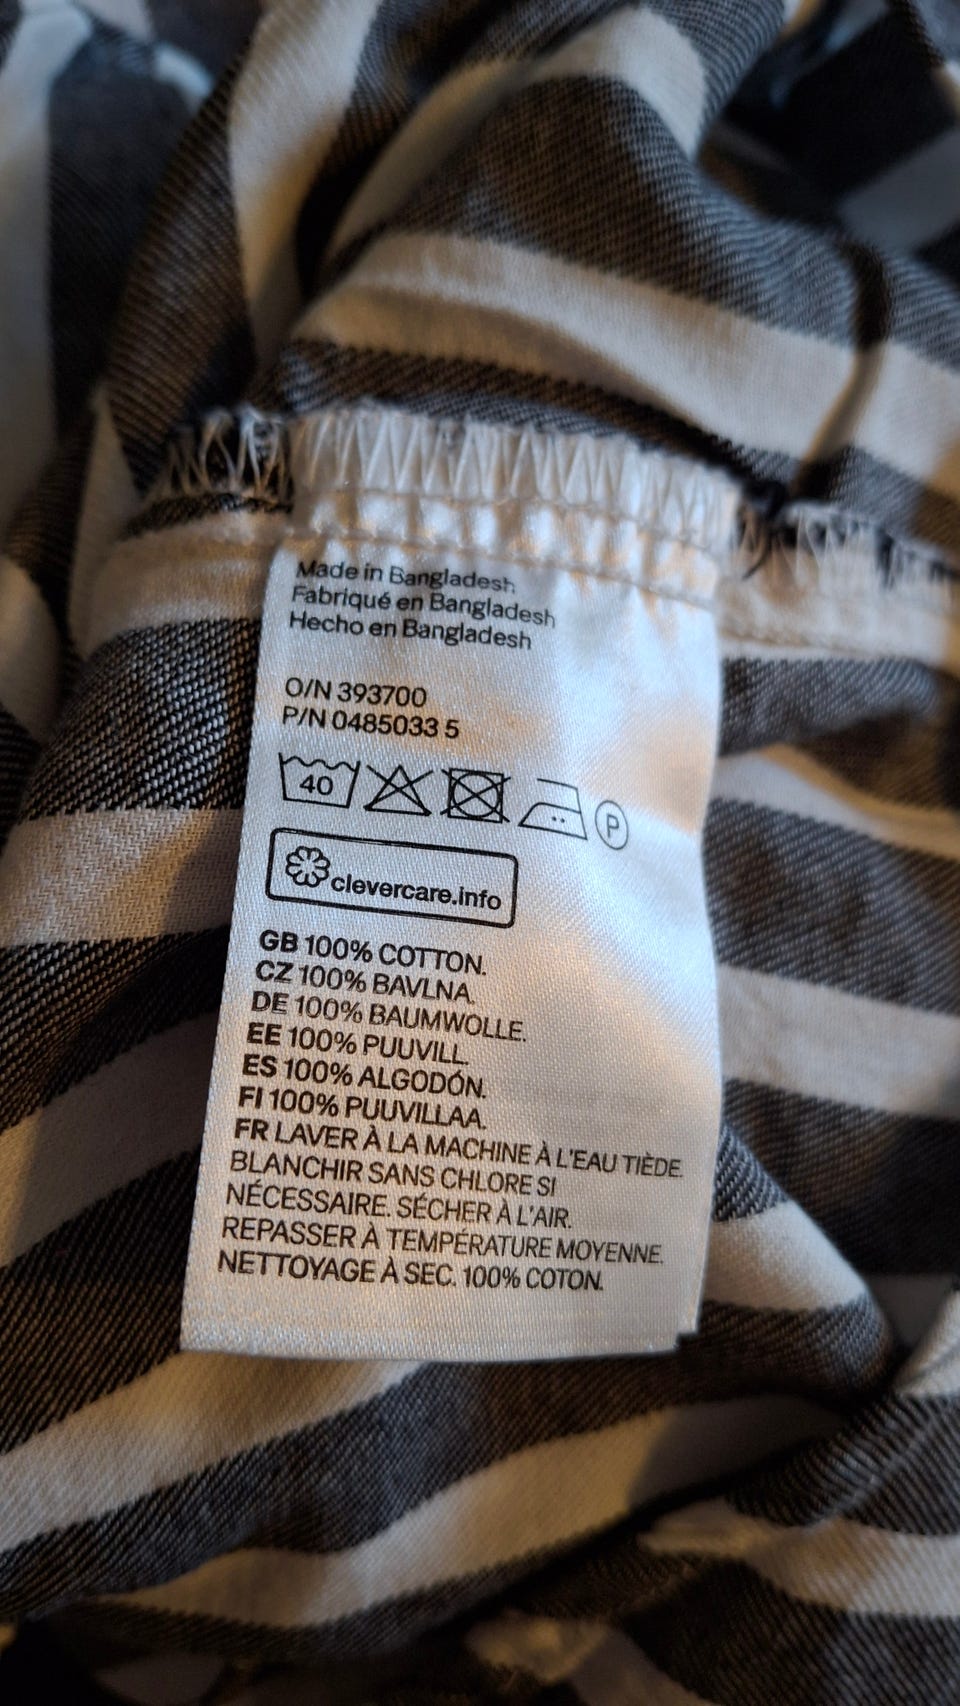 Made in Bangladesh
Fabriqué en Bangladesh
Hecho en Bangladesh
O/N 393700
P/N 0485033 5
40
P
clevercare.info
GB 100% COTTON.
CZ 100% BAVLNA.
DE 100% BAUMWOLLE.
EE 100% PUUVILL.
ES 100% ALGODÓN.
FI 100% PUUVILLAA.
FR LAVER À LA MACHINE À L'EAU TIÈDE.
BLANCHIR SANS CHLORE SI
NÉCESSAIRE. SÉCHER À L'AIR.
REPASSER À TEMPÉRATURE MOYENNE.
NETTOYAGE À SEC. 100% COTON.